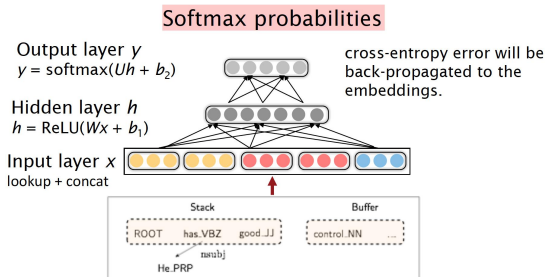 Softmax probabilities
Output layer y
y = softmax(Uh + b₂)
cross-entropy error will be
back-propagated to the
embeddings.
Hidden layer h
h = ReLU(Wx + b₁)
Input layer x
lookup + concat
Stack
Buffer
ROOT has_VBZ good_JJ
control_NN ...
nsubj
He_PRP